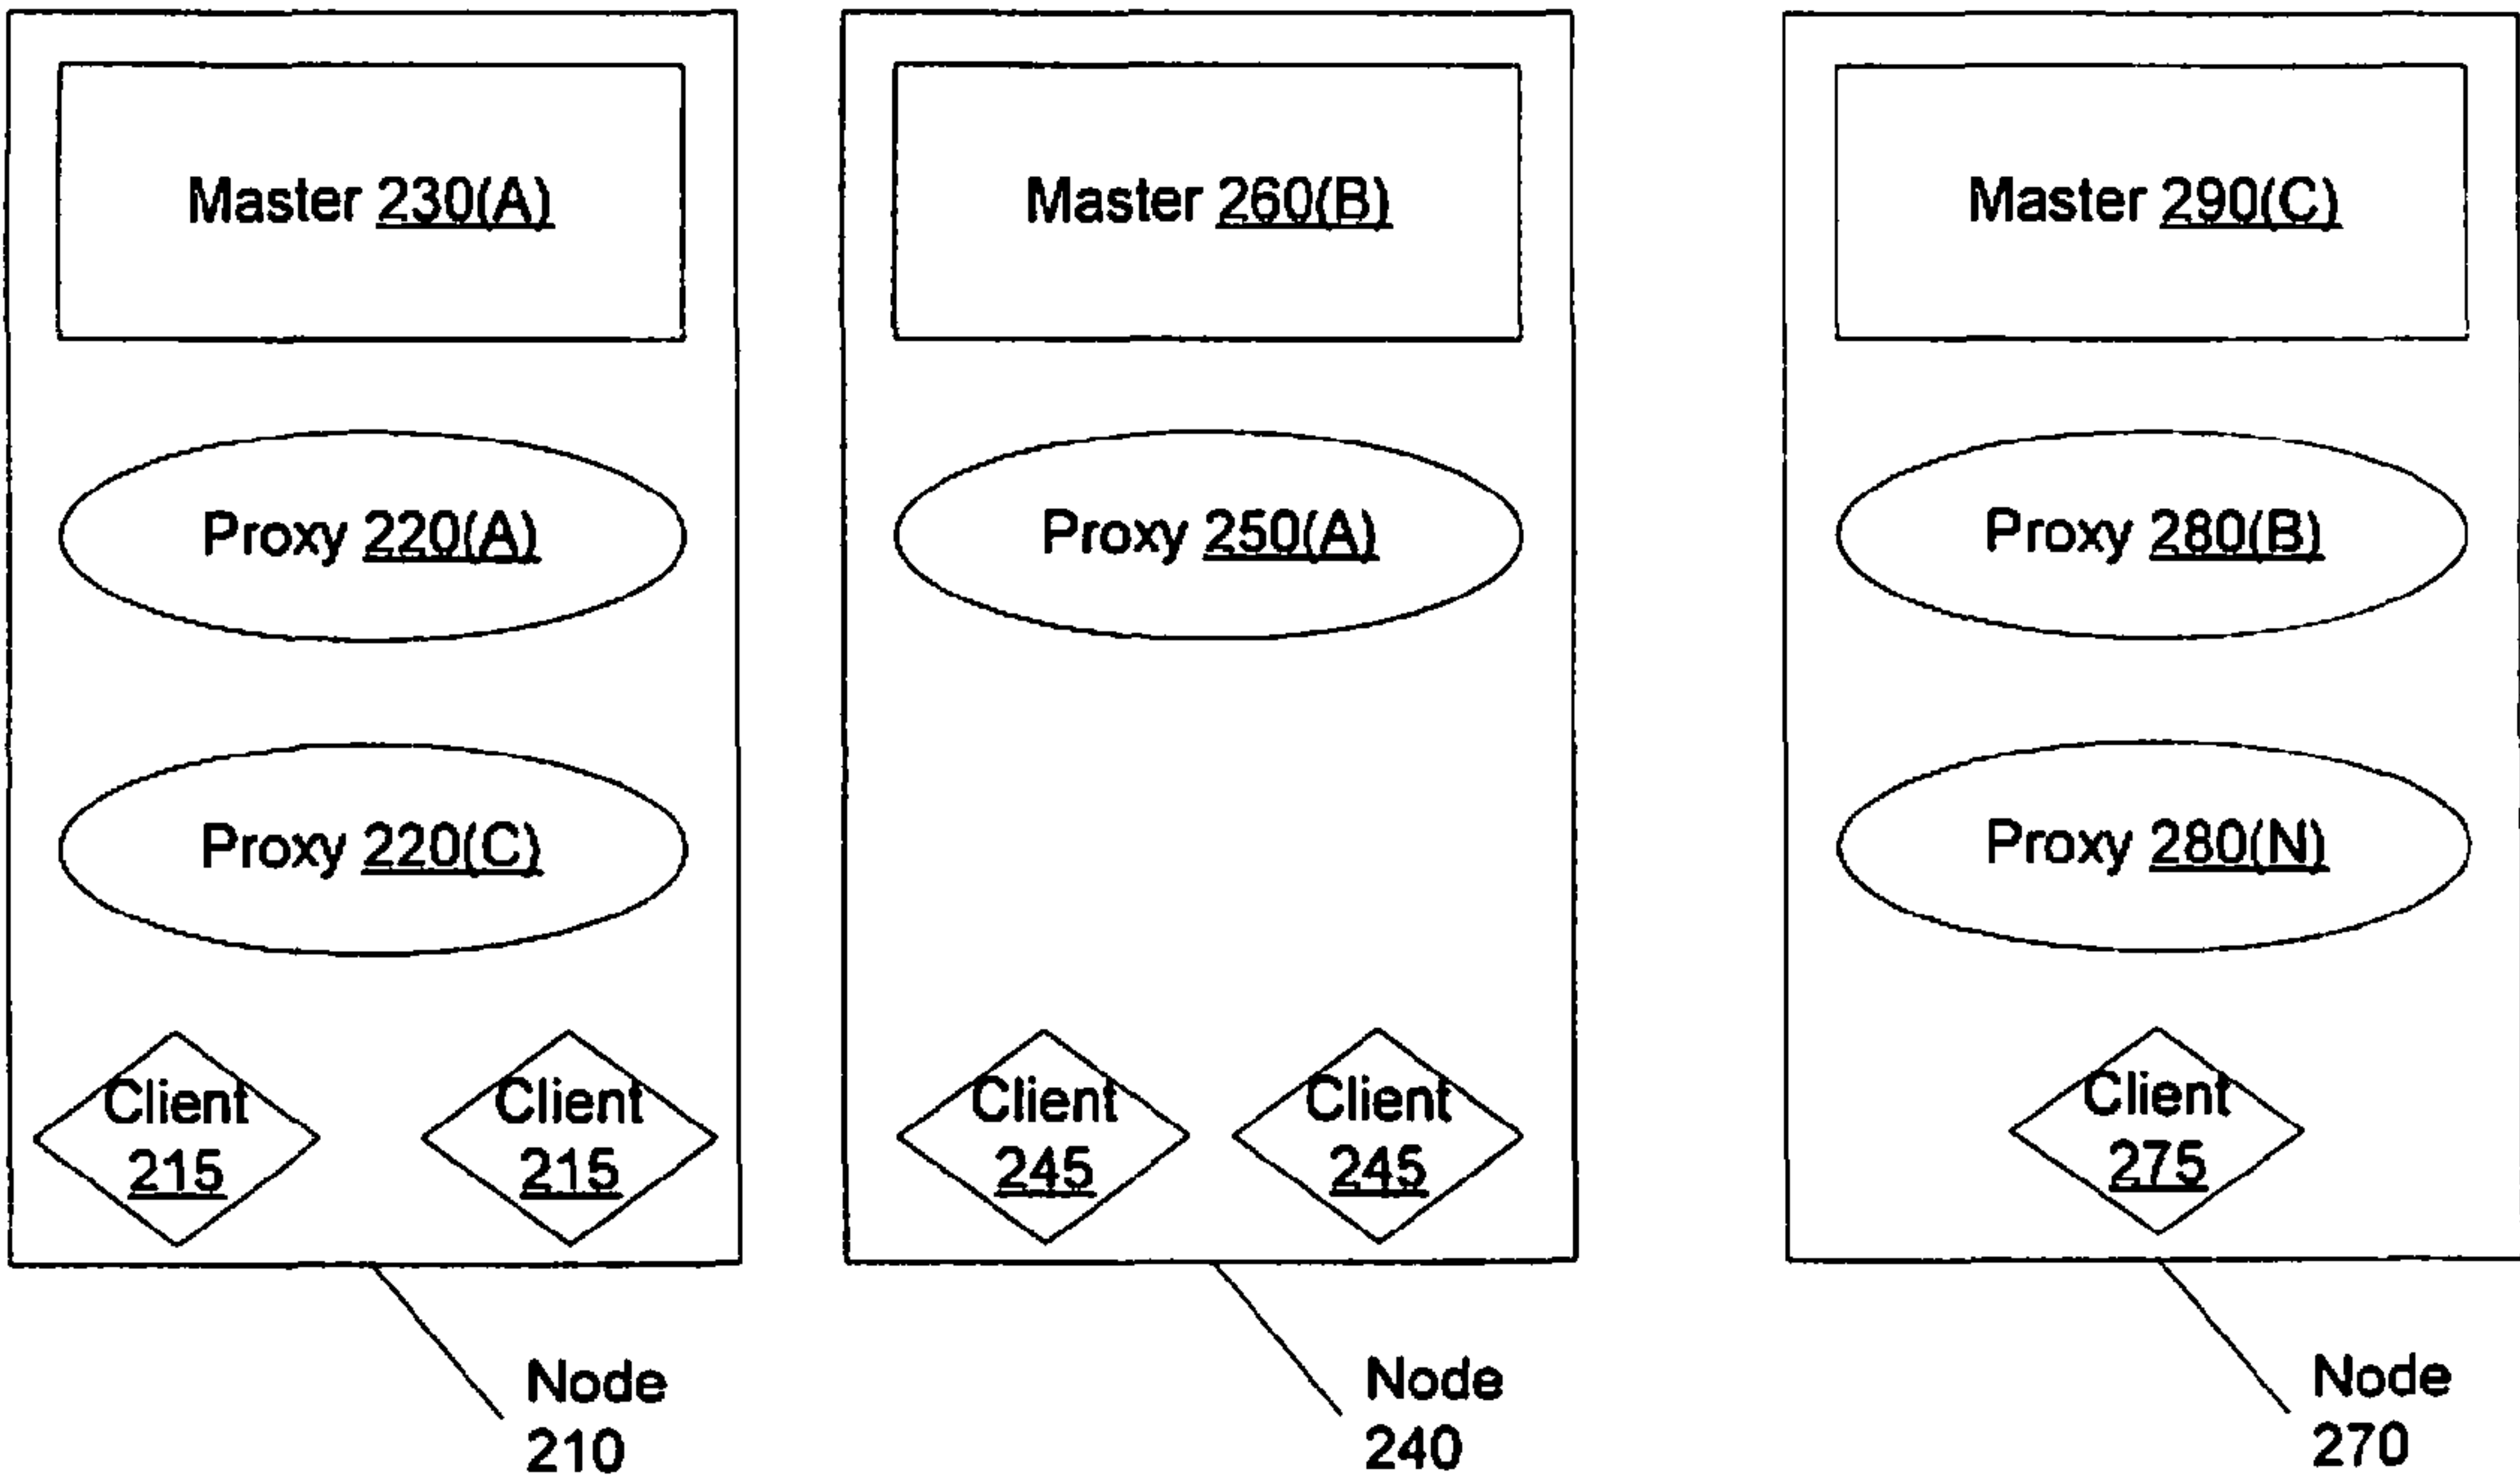 Master 230(A)
Proxy 220(A)
Proxy 220(C)
Client
215
Client
215
Node
210
Master 260(B)
Proxy 250(A)
Client
245
Client
245
Node
240
Master 290(C)
Proxy 280(B)
Proxy 280(N)
Client
275
Node
270